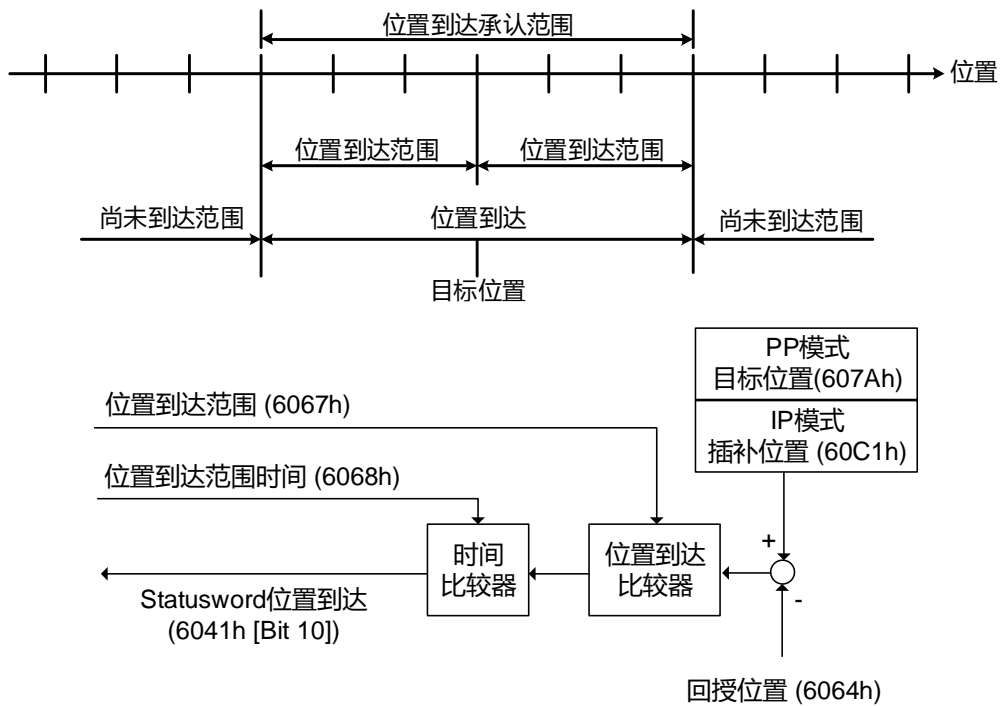 位置到达承认范围
位置
位置到达范围
位置到达范围
尚未到达范围
位置到达
尚未到达范围
目标位置
PP模式
目标位置(607Ah)
IP模式
插补位置 (60C1h)
位置到达范围 (6067h)
位置到达范围时间 (6068h)
时间
比较器
位置到达
比较器
+
-
Statusword位置到达
(6041h [Bit 10])
回授位置 (6064h)